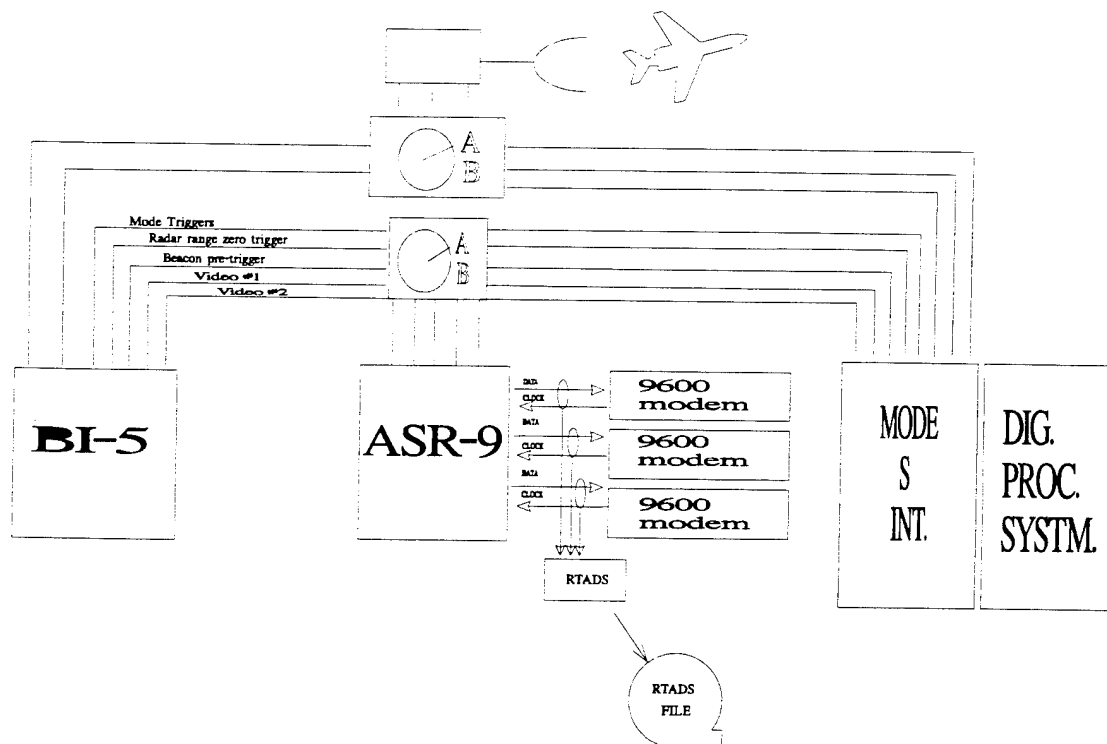 A
B
Mode Triggers
Radar range zero trigger
Beacon pre-trigger
Video #1
Video #2
A
B
BI-5
ASR-9
DATA
CLOCK
DATA
CLOCK
DATA
CLOCK
9600
modem
9600
modem
9600
modem
MODE
S
INT.
DIG.
PROC.
SYSTM.
RTADS
RTADS
FILE